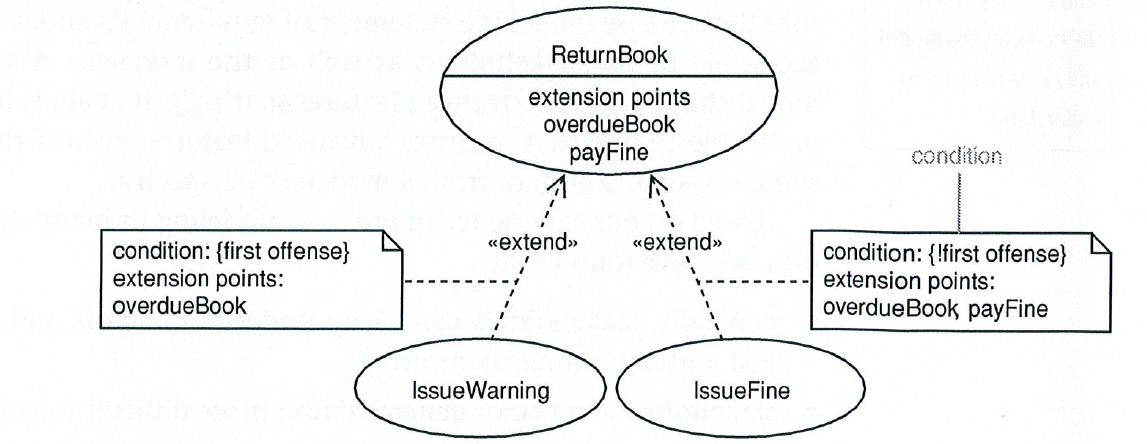 ReturnBook
extension points
overdueBook
payFine
condition
«extend»
«extend»
condition: {first offense}
extension points:
overdueBook
condition: {!first offense}
extension points:
overdueBook, payFine
IssueWarning
IssueFine